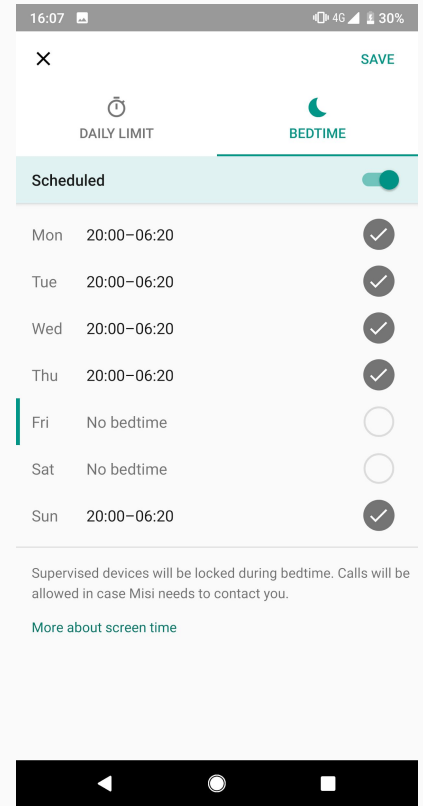 16:07 4G 30%
SAVE
DAILY LIMIT BEDTIME
Scheduled
Mon 20:00–06:20
Tue 20:00–06:20
Wed 20:00–06:20
Thu 20:00–06:20
Fri No bedtime
Sat No bedtime
Sun 20:00–06:20
Supervised devices will be locked during bedtime. Calls will be
allowed in case Misi needs to contact you.
More about screen time